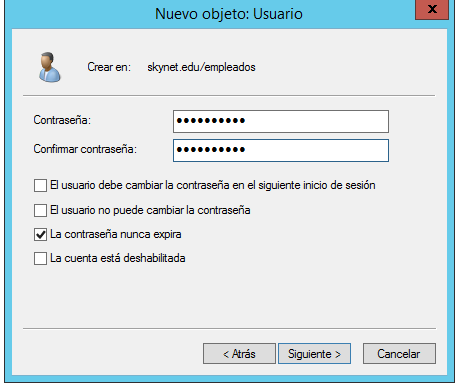 Nuevo objeto: Usuario
x
Crear en: skynet.edu/empleados
Contraseña: ●●●●●●●●●●
Confirmar contraseña: ●●●●●●●●●●
El usuario debe cambiar la contraseña en el siguiente inicio de sesión
El usuario no puede cambiar la contraseña
La contraseña nunca expira
La cuenta está deshabilitada
< Atrás Siguiente > Cancelar